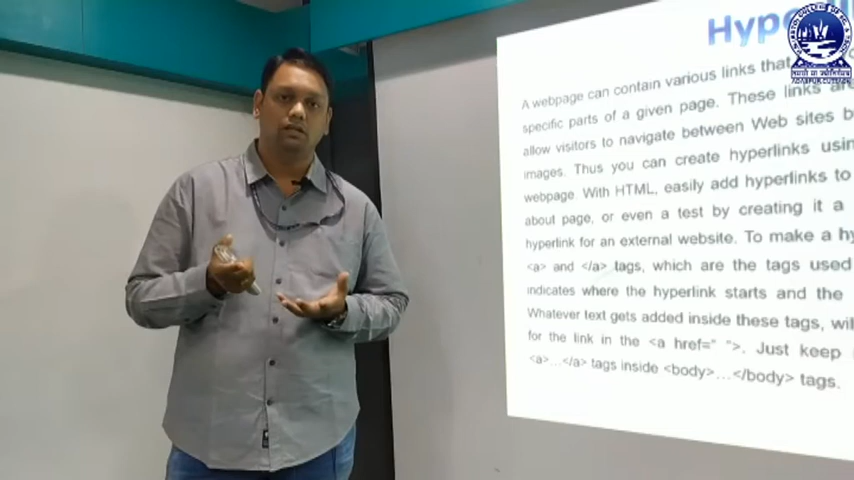 A webpage can contain various links that
specific parts of a given page. These links are
allow visitors to navigate between Web sites b
images. Thus you can create hyperlinks usin
webpage. With HTML, easily add hyperlinks to
about page, or even a test by creating it a
hyperlink for an external website. To make a hy
<a> and </a> tags, which are the tags used
indicates where the hyperlink starts and the
Whatever text gets added inside these tags, wil
for the link in the <a href=" ">. Just keep
<a>...</a> tags inside <body>...</body> tags.